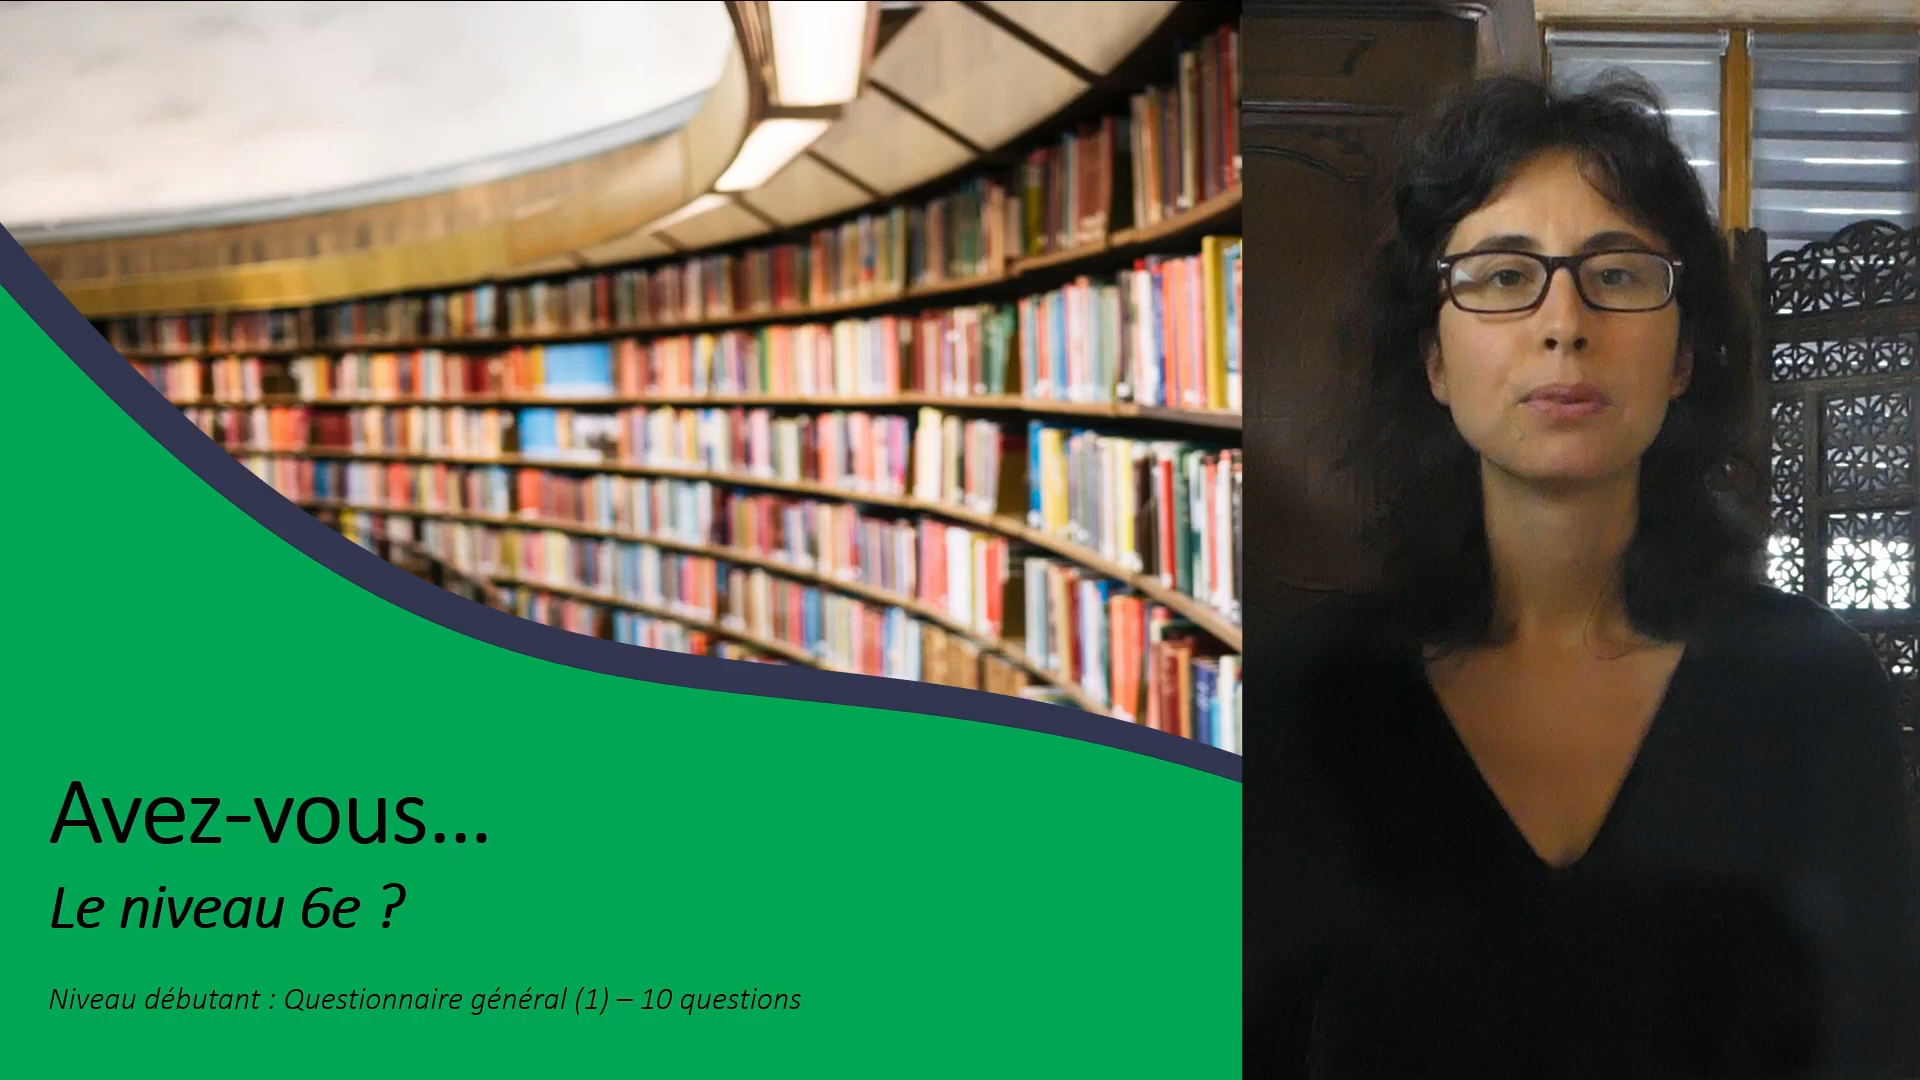 Avez-vous...
Le niveau 6e ?
Niveau débutant : Questionnaire général (1) – 10 questions